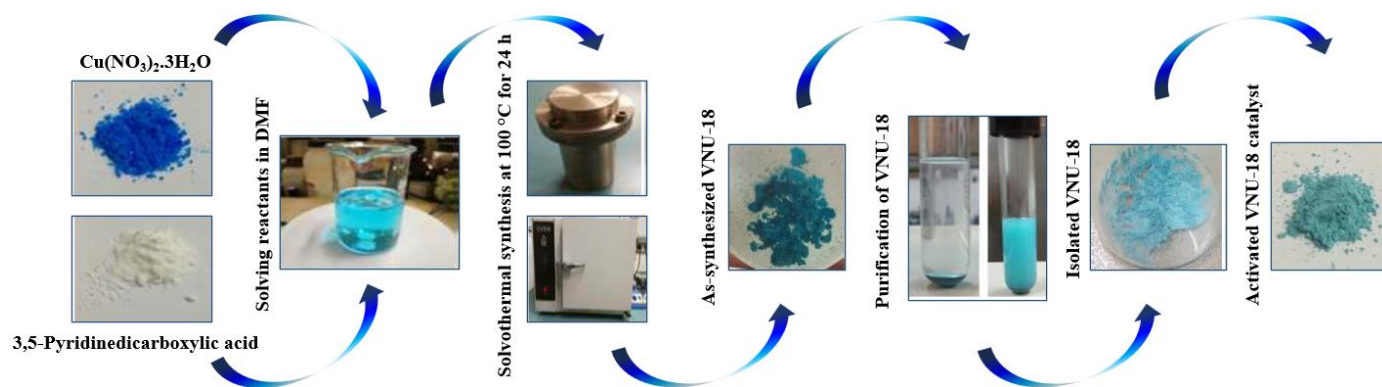 Cu(NO₃)₂.3H₂O
3,5-Pyridinedicarboxylic acid
Solving reactants in DMF
Solvothermal synthesis at 100 °C for 24 h
OVEN
As-synthesized VNU-18
Purification of VNU-18
Isolated VNU-18
Activated VNU-18 catalyst